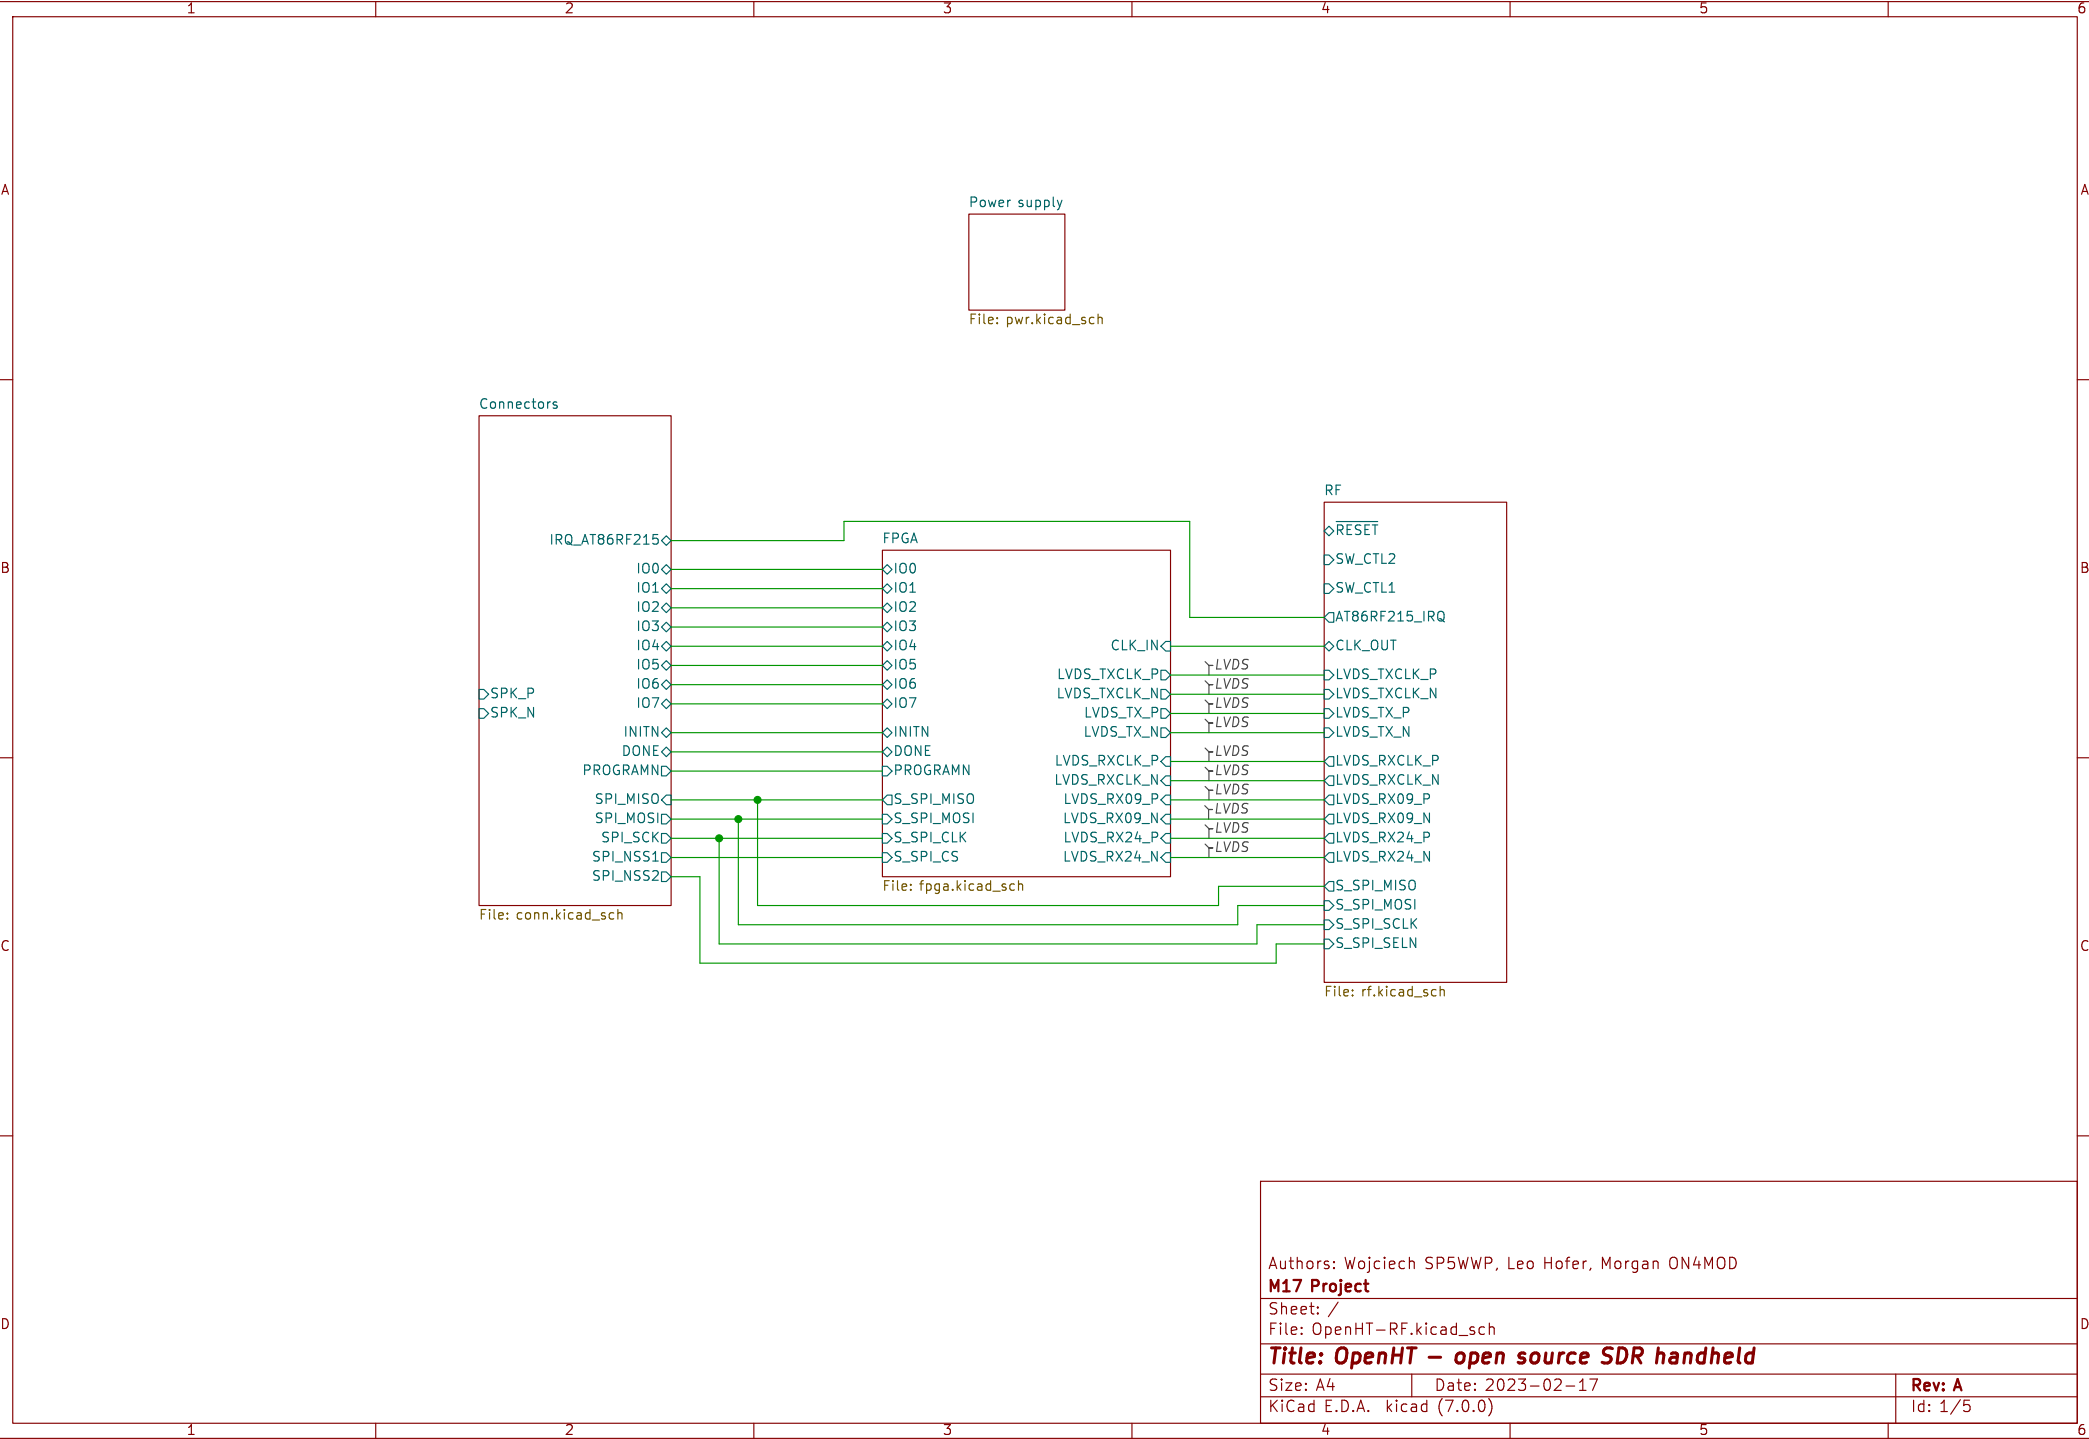 1 2 3 4 5 6
A A
Power supply
File: pwr.kicad_sch
B B
Connectors
IRQ_AT86RF215
IO0
IO1
IO2
IO3
IO4
IO5
IO6
IO7
SPK_P
SPK_N
INITN
DONE
PROGRAMN
SPI_MISO
SPI_MOSI
SPI_SCK
SPI_NSS1
SPI_NSS2
File: conn.kicad_sch
FPGA
IO0
IO1
IO2
IO3
IO4
IO5
IO6
IO7
INITN
DONE
PROGRAMN
S_SPI_MISO
S_SPI_MOSI
S_SPI_CLK
S_SPI_CS
CLK_IN
LVDS_TXCLK_P
LVDS_TXCLK_N
LVDS_TX_P
LVDS_TX_N
LVDS_RXCLK_P
LVDS_RXCLK_N
LVDS_RX09_P
LVDS_RX09_N
LVDS_RX24_P
LVDS_RX24_N
File: fpga.kicad_sch
LVDS
LVDS
LVDS
LVDS
LVDS
LVDS
LVDS
LVDS
LVDS
LVDS
RF
RESET
SW_CTL2
SW_CTL1
AT86RF215_IRQ
CLK_OUT
LVDS_TXCLK_P
LVDS_TXCLK_N
LVDS_TX_P
LVDS_TX_N
LVDS_RXCLK_P
LVDS_RXCLK_N
LVDS_RX09_P
LVDS_RX09_N
LVDS_RX24_P
LVDS_RX24_N
S_SPI_MISO
S_SPI_MOSI
S_SPI_SCLK
S_SPI_SELN
File: rf.kicad_sch
C C
D D
Authors: Wojciech SP5WWP, Leo Hofer, Morgan ON4MOD
M17 Project
Sheet: /
File: OpenHT-RF.kicad_sch
Title: OpenHT - open source SDR handheld
Size: A4 Date: 2023-02-17 Rev: A
KiCad E.D.A. kicad (7.0.0) Id: 1/5
1 2 3 4 5 6